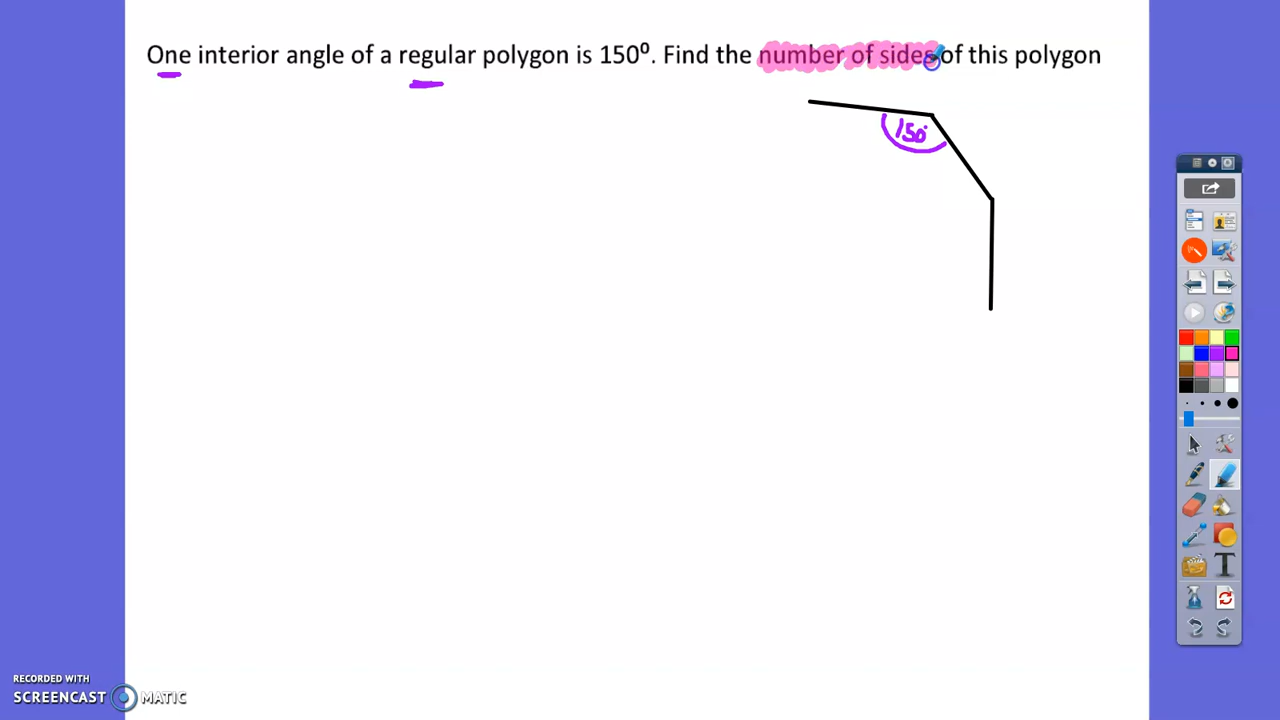 One interior angle of a regular polygon is 150⁰. Find the number of sides of this polygon
150°
T
RECORDED WITH
SCREENCAST MATIC